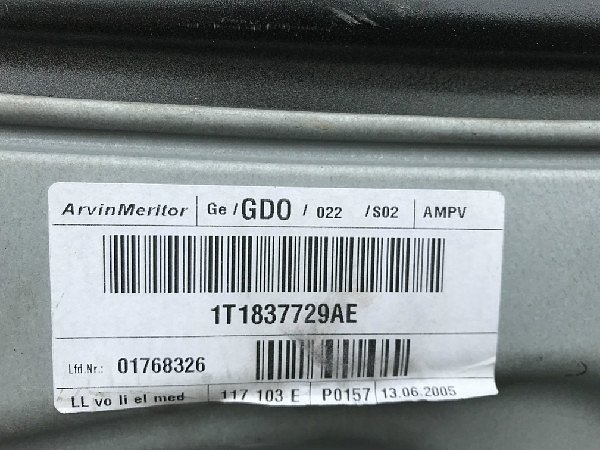 ArvinMeritor Ge / GDO / 022 / S02 AMPV
1T1837729AE
Lfd.Nr.: 01768326
LL vo li el med 117 103 E P0157 13.06.2005